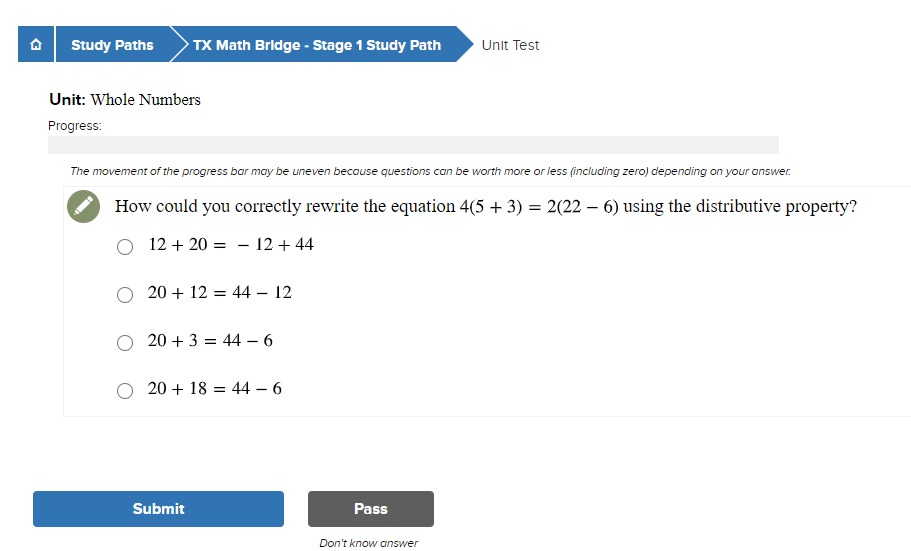 Study Paths TX Math Bridge - Stage 1 Study Path Unit Test
Unit: Whole Numbers
Progress:
The movement of the progress bar may be uneven because questions can be worth more or less (including zero) depending on your answer.
How could you correctly rewrite the equation 4(5 + 3) = 2(22 − 6) using the distributive property?
12 + 20 = − 12 + 44
20 + 12 = 44 − 12
20 + 3 = 44 − 6
20 + 18 = 44 − 6
Submit Pass
Don't know answer